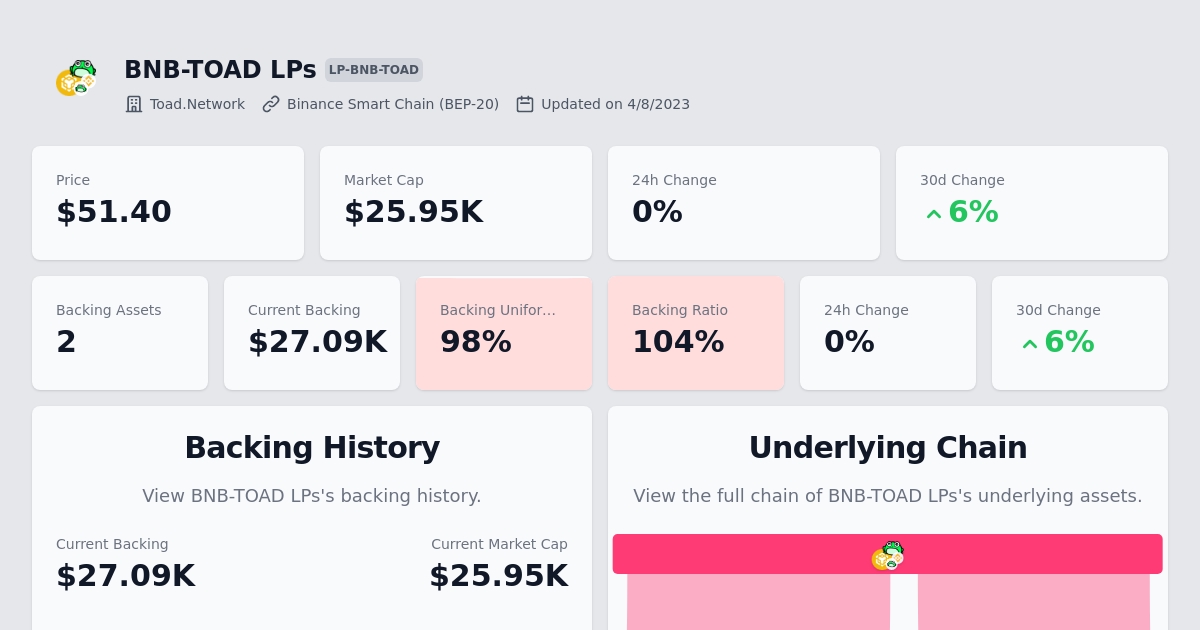 BNB-TOAD LPs LP-BNB-TOAD
Toad.Network Binance Smart Chain (BEP-20) Updated on 4/8/2023
Price
$51.40
Market Cap
$25.95K
24h Change
0%
30d Change
6%
Backing Assets
2
Current Backing
$27.09K
Backing Unifor…
98%
Backing Ratio
104%
24h Change
0%
30d Change
6%
Backing History
View BNB-TOAD LPs's backing history.
Current Backing
$27.09K
Current Market Cap
$25.95K
Underlying Chain
View the full chain of BNB-TOAD LPs's underlying assets.